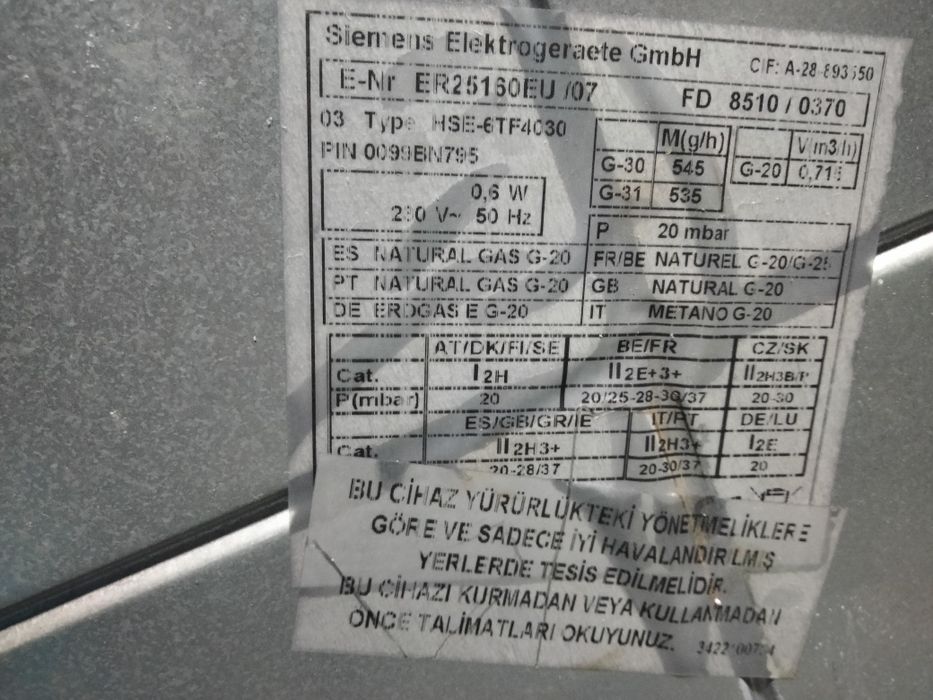 Siemens Elektrogeraete GmbH CIF: A-28-893550
E-Nr ER25160EU /07 FD 8510 / 0370
03 Type HSE-6TF4030
PIN 0099BN795
0,6 W
230 V~ 50 Hz
M(g/h)
G-30 545
G-31 535
V(m3/h)
G-20
P 20 mbar
ES NATURAL GAS G-20 FR/BE NATUREL G-20/G-25
PT NATURAL GAS G-20 GB NATURAL G-20
DE ERDGAS E G-20 IT METANO G-20
AT/DK/FI/SE BE/FR CZ/SK
Cat. I2H II2E+3+ II2H3B/P
P(mbar) 20 20/25-28-30/37 20-30
ES/GB/GR/IE IT/PT DE/LU
Cat. II2H3+ II2H3+ I2E
20-28/37 20-30/37 20
BU CİHAZ YÜRÜRLÜKTEKİ YÖNETMELİKLERE
GÖRE VE SADECE İYİ HAVALANDIRILMIŞ
YERLERDE TESİS EDİLMELİDİR.
BU CİHAZI KURMADAN VEYA KULLANMADAN
ÖNCE TALİMATLARI OKUYUNUZ.